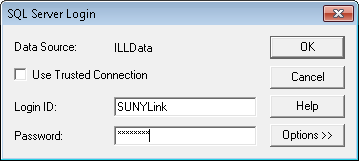 SQL Server Login
Data Source: ILLData OK
Use Trusted Connection Cancel
Login ID: SUNYLink Help
Password: ******** Options >>